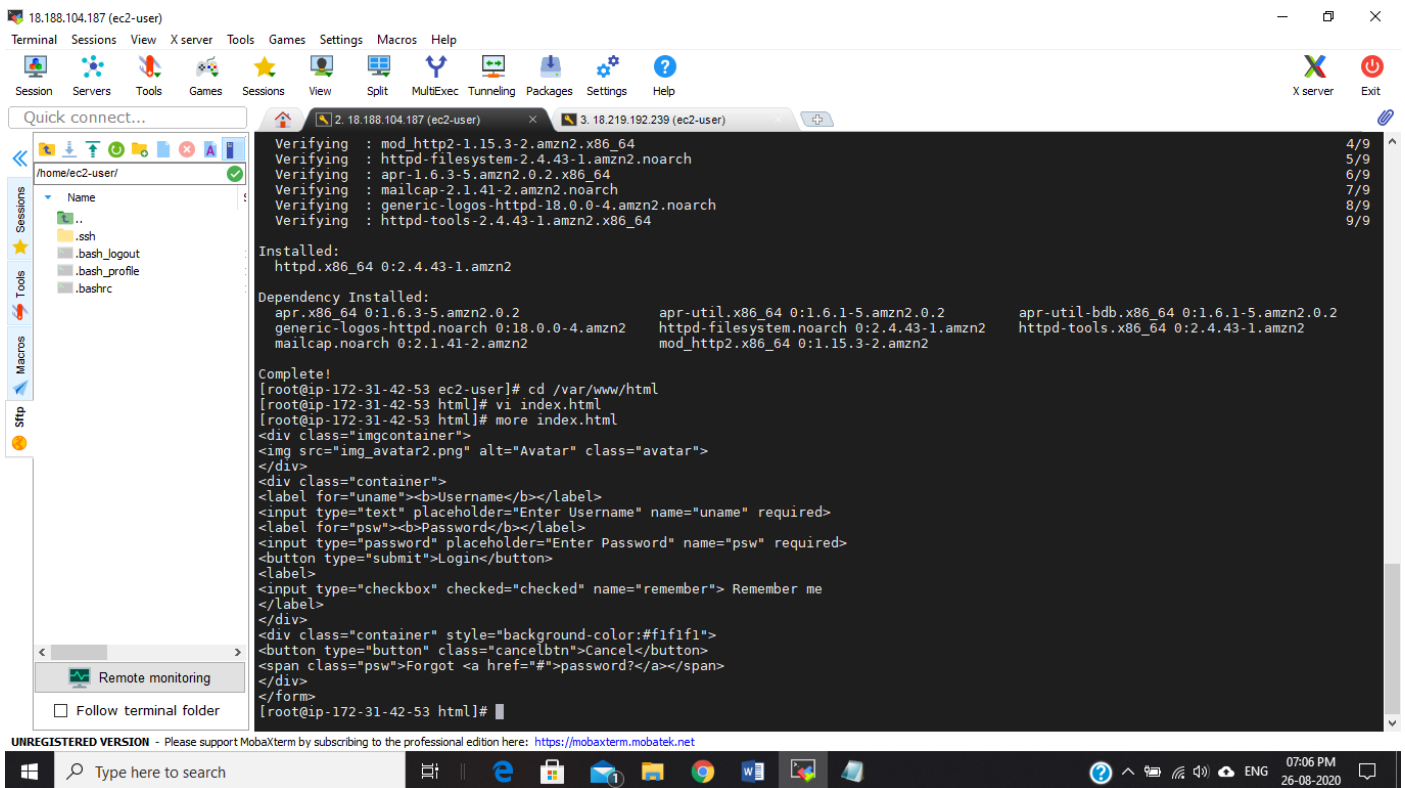 18.188.104.187 (ec2-user)
Terminal Sessions View X server Tools Games Settings Macros Help
Session Servers Tools Games Sessions View Split MultiExec Tunneling Packages Settings Help X server Exit
Quick connect...
2. 18.188.104.187 (ec2-user)
3. 18.219.192.239 (ec2-user)
/home/ec2-user/
Name
..
.ssh
.bash_logout
.bash_profile
.bashrc
Sessions
Tools
Macros
Sftp
Remote monitoring
Follow terminal folder
Verifying : mod_http2-1.15.3-2.amzn2.x86_64 4/9
Verifying : httpd-filesystem-2.4.43-1.amzn2.noarch 5/9
Verifying : apr-1.6.3-5.amzn2.0.2.x86_64 6/9
Verifying : mailcap-2.1.41-2.amzn2.noarch 7/9
Verifying : generic-logos-httpd-18.0.0-4.amzn2.noarch 8/9
Verifying : httpd-tools-2.4.43-1.amzn2.x86_64 9/9
Installed:
httpd.x86_64 0:2.4.43-1.amzn2
Dependency Installed:
apr.x86_64 0:1.6.3-5.amzn2.0.2 apr-util.x86_64 0:1.6.1-5.amzn2.0.2 apr-util-bdb.x86_64 0:1.6.1-5.amzn2.0.2
generic-logos-httpd.noarch 0:18.0.0-4.amzn2 httpd-filesystem.noarch 0:2.4.43-1.amzn2 httpd-tools.x86_64 0:2.4.43-1.amzn2
mailcap.noarch 0:2.1.41-2.amzn2 mod_http2.x86_64 0:1.15.3-2.amzn2
Complete!
[root@ip-172-31-42-53 ec2-user]# cd /var/www/html
[root@ip-172-31-42-53 html]# vi index.html
[root@ip-172-31-42-53 html]# more index.html
<div class="imgcontainer">
<img src="img_avatar2.png" alt="Avatar" class="avatar">
</div>
<div class="container">
<label for="uname"><b>Username</b></label>
<input type="text" placeholder="Enter Username" name="uname" required>
<label for="psw"><b>Password</b></label>
<input type="password" placeholder="Enter Password" name="psw" required>
<button type="submit">Login</button>
<label>
<input type="checkbox" checked="checked" name="remember"> Remember me
</label>
</div>
<div class="container" style="background-color:#f1f1f1">
<button type="button" class="cancelbtn">Cancel</button>
<span class="psw">Forgot <a href="#">password?</a></span>
</div>
</form>
[root@ip-172-31-42-53 html]#
UNREGISTERED VERSION - Please support MobaXterm by subscribing to the professional edition here: https://mobaxterm.mobatek.net
Type here to search
ENG
07:06 PM
26-08-2020